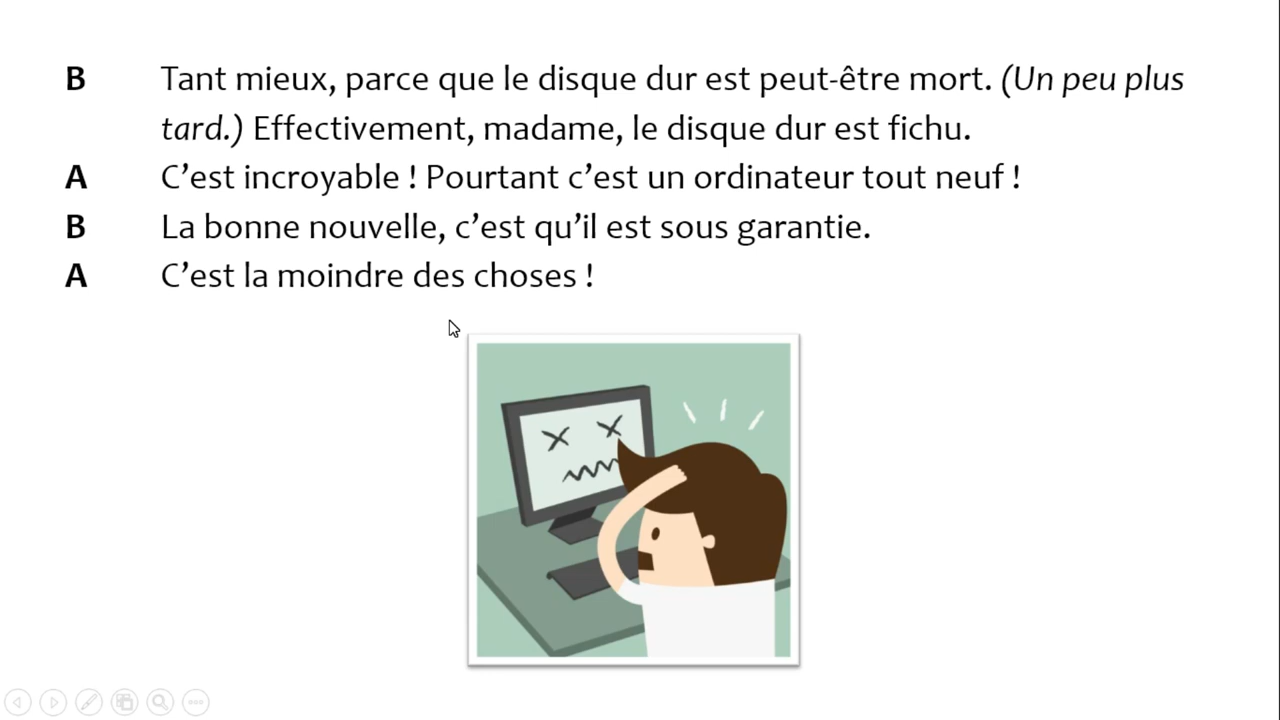 B Tant mieux, parce que le disque dur est peut-être mort. (Un peu plus
tard.) Effectivement, madame, le disque dur est fichu.
A C’est incroyable ! Pourtant c’est un ordinateur tout neuf !
B La bonne nouvelle, c’est qu’il est sous garantie.
A C’est la moindre des choses !